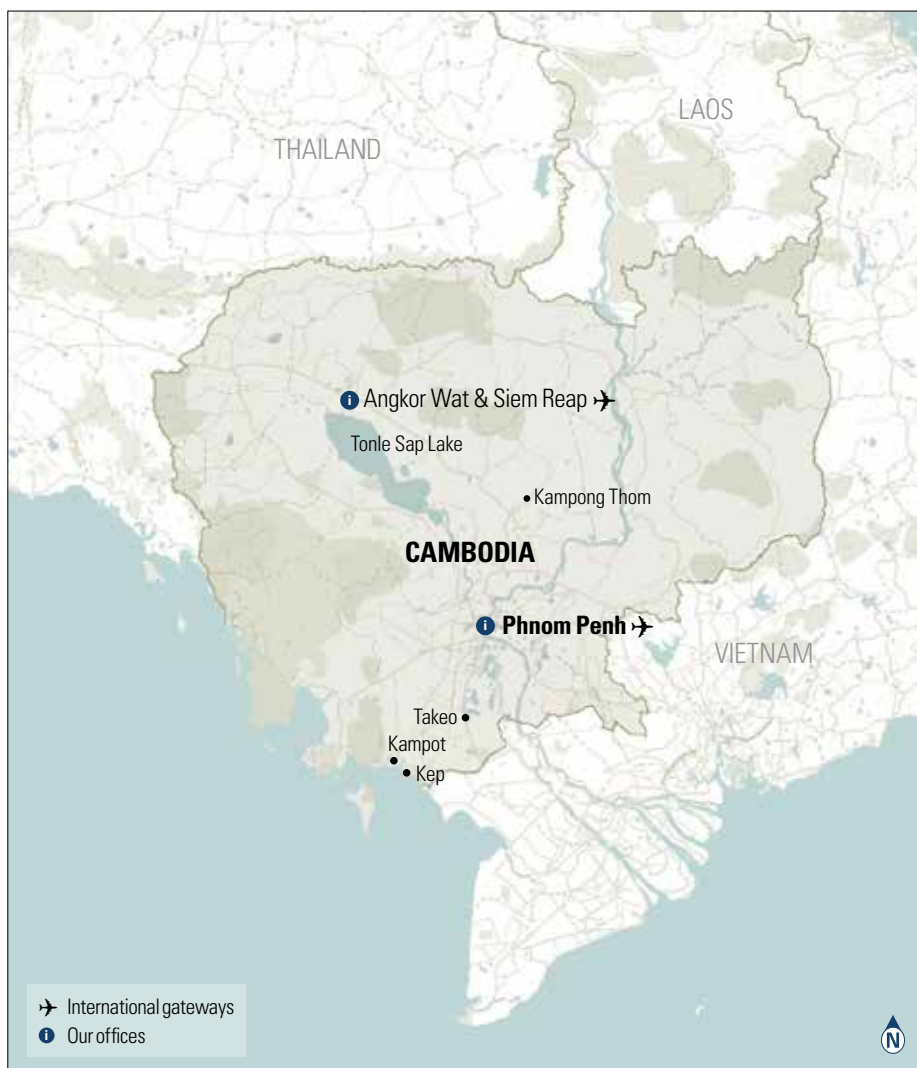 LAOS
THAILAND
Angkor Wat & Siem Reap
Tonle Sap Lake
Kampong Thom
CAMBODIA
Phnom Penh
VIETNAM
Takeo
Kampot
Kep
International gateways
Our offices
N